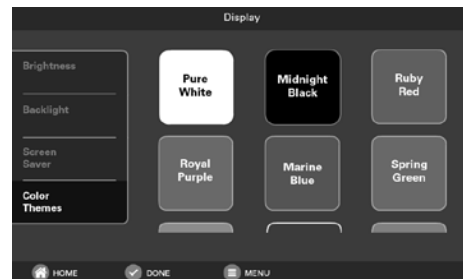 Display
Brightness
Backlight
Screen
Saver
Color
Themes
Pure
White
Midnight
Black
Ruby
Red
Royal
Purple
Marine
Blue
Spring
Green
HOME
DONE
MENU